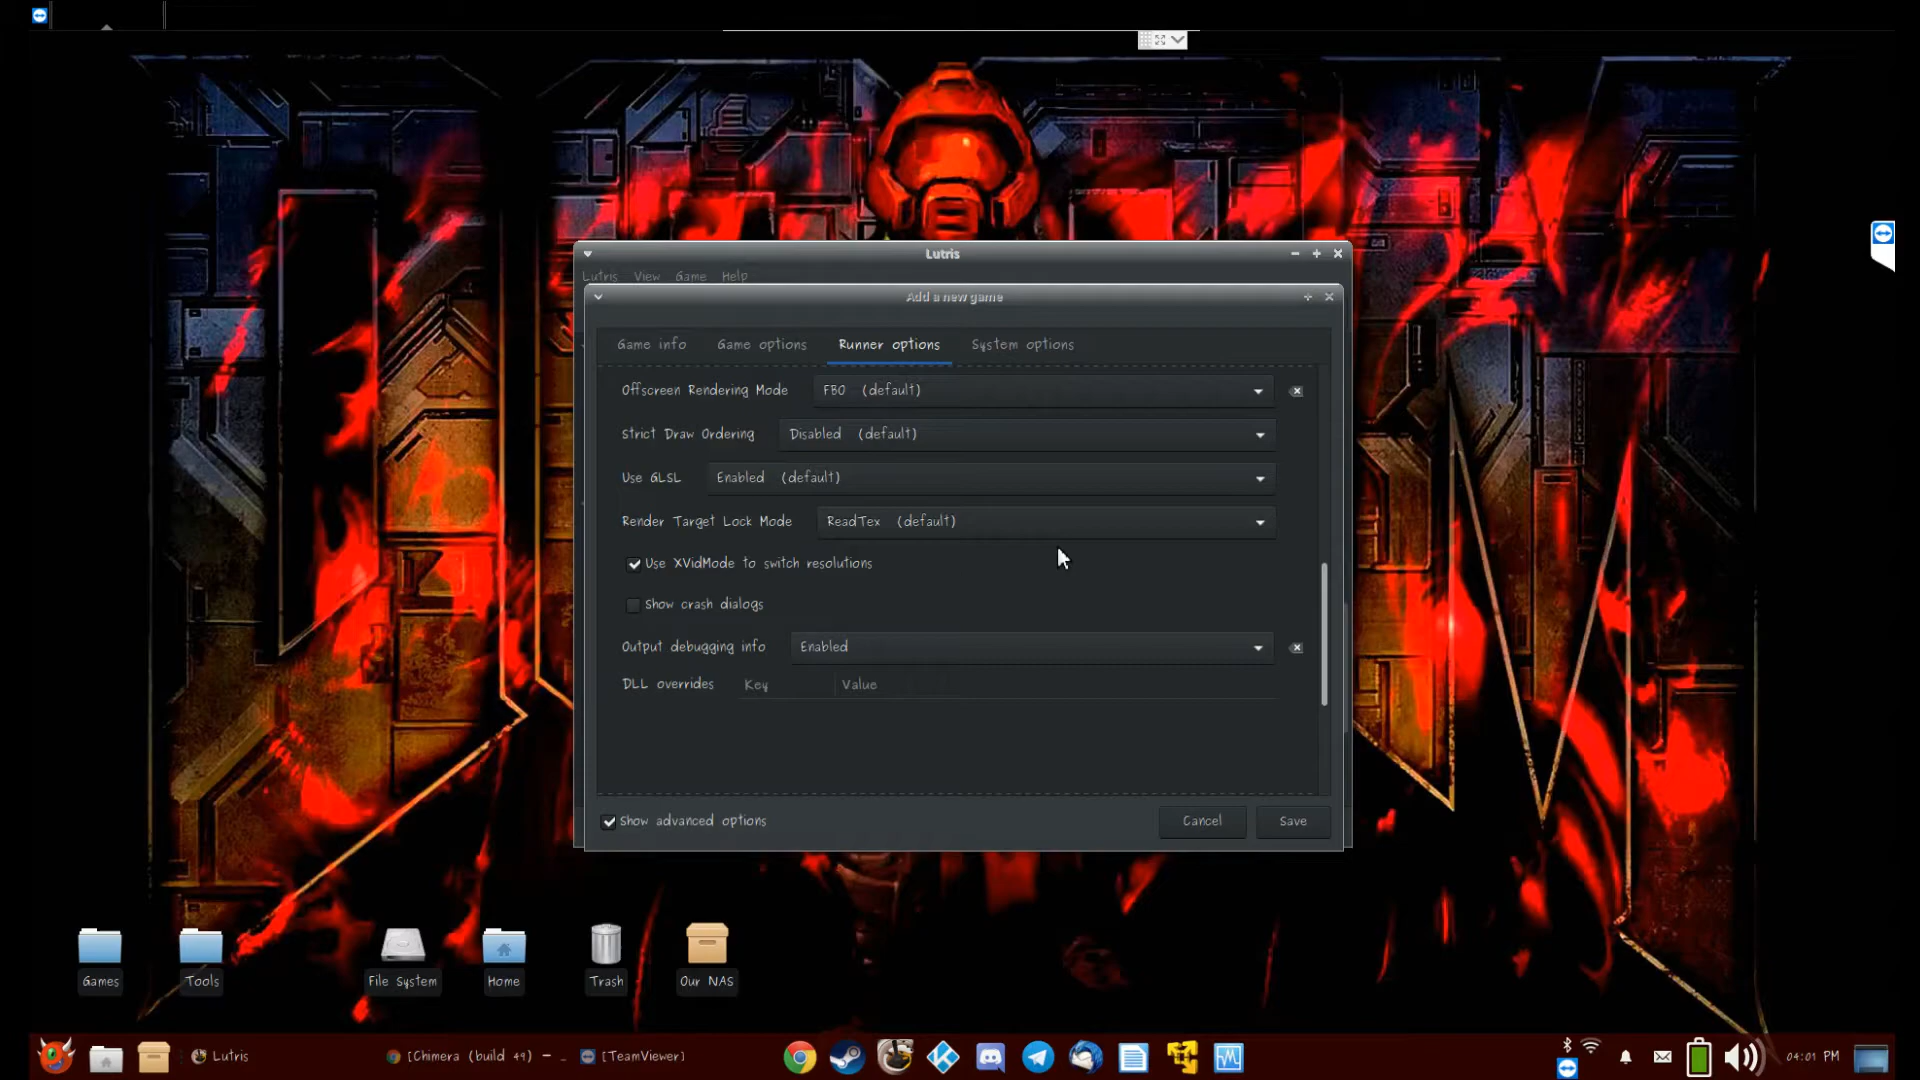 Lutris
Lutris View Game Help
Add a new game
Game info Game options Runner options System options
Offscreen Rendering Mode FBO (default)
Strict Draw Ordering Disabled (default)
Use GLSL Enabled (default)
Render Target Lock Mode ReadTex (default)
Use XVidMode to switch resolutions
Show crash dialogs
Output debugging info Enabled
DLL overrides Key Value
Show advanced options Cancel Save
Games Tools File System Home Trash Our NAS
Lutris [Chimera (build 49) - _ [TeamViewer] 04:01 PM